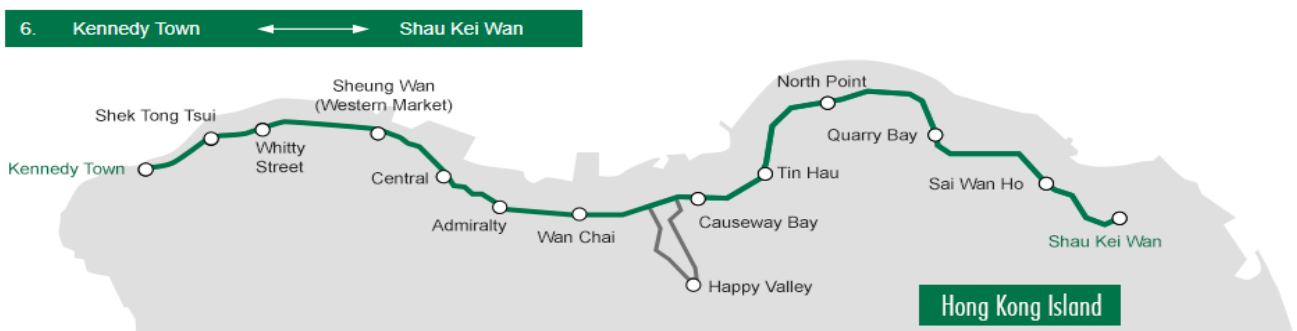 6. Kennedy Town Shau Kei Wan
Kennedy Town
Shek Tong Tsui
Whitty
Street
Sheung Wan
(Western Market)
Central
Admiralty
Wan Chai
Happy Valley
Causeway Bay
Tin Hau
North Point
Quarry Bay
Sai Wan Ho
Shau Kei Wan
Hong Kong Island